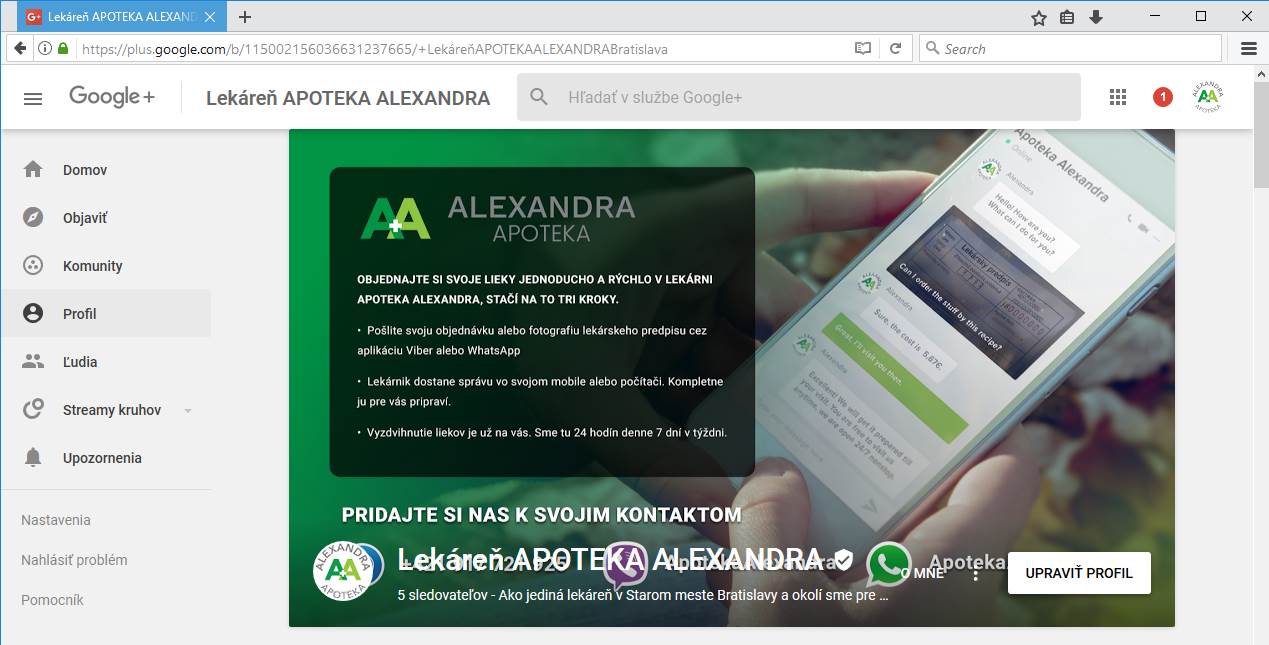 Lekáreň APOTEKA ALEXAND
https://plus.google.com/b/115002156036631237665/+LekáreňAPOTEKAALEXANDRABratislava
Search
Google+
Lekáreň APOTEKA ALEXANDRA
Hľadať v službe Google+
1
ALEXANDRA
APOTEKA
Domov
Objaviť
Komunity
Profil
Ľudia
Streamy kruhov
Upozornenia
Nastavenia
Nahlásiť problém
Pomocník
ALEXANDRA
APOTEKA
OBJEDNAJTE SI SVOJE LIEKY JEDNODUCHO A RÝCHLO V LEKÁRNI
APOTEKA ALEXANDRA, STAČÍ NA TO TRI KROKY.
• Pošlite svoju objednávku alebo fotografiu lekárskeho predpisu cez
aplikáciu Viber alebo WhatsApp
• Lekárnik dostane správu vo svojom mobile alebo počítači. Kompletne
ju pre vás pripraví.
• Vyzdvihnutie liekov je už na vás. Sme tu 24 hodín denne 7 dní v týždni.
Apoteka Alexandra
Online
Alexandra
Hello! How are you?
What can I do for you?
Lekársky predpis
Can I order the stuff by this recipe?
Alexandra
Sure, the cost is 5.67€.
Great, I'll visit you then.
Alexandra
Excellent! We will get it prepared till
your visit. You are free to visit us
anytime, we are open 24/7 nonstop.
PRIDAJTE SI NAS K SVOJIM KONTAKTOM
ALEXANDRA
APOTEKA
Lekáreň APOTEKA ALEXANDRA
Apoteka
O MNE
UPRAVIŤ PROFIL
5 sledovateľov - Ako jediná lekáreň v Starom meste Bratislavy a okolí sme pre ...